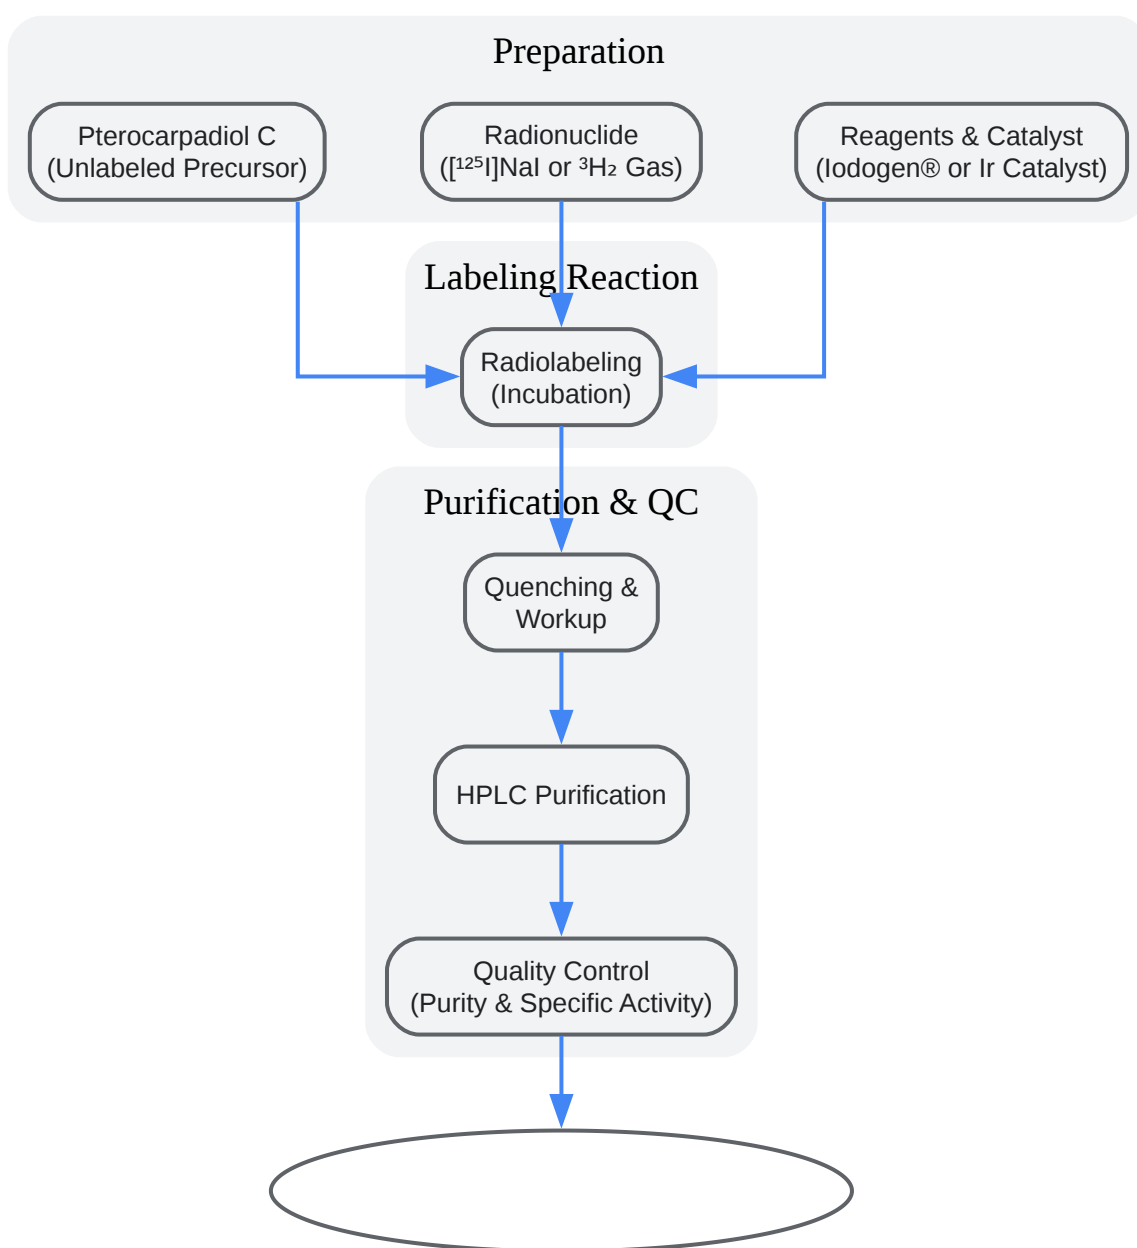 Preparation
Pterocarpadiol C
(Unlabeled Precursor)
Radionuclide
([¹²⁵I]NaI or ³H₂ Gas)
Reagents & Catalyst
(Iodogen® or Ir Catalyst)
Labeling Reaction
Radiolabeling
(Incubation)
Purification & QC
Quenching &
Workup
HPLC Purification
Quality Control
(Purity & Specific Activity)